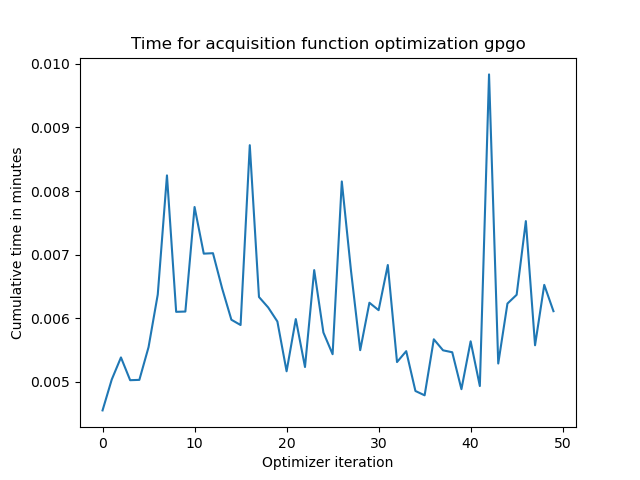 Time for acquisition function optimization gpgo
0.010
0.009
0.008
0.007
0.006
0.005
Cumulative time in minutes
0 10 20 30 40 50
Optimizer iteration